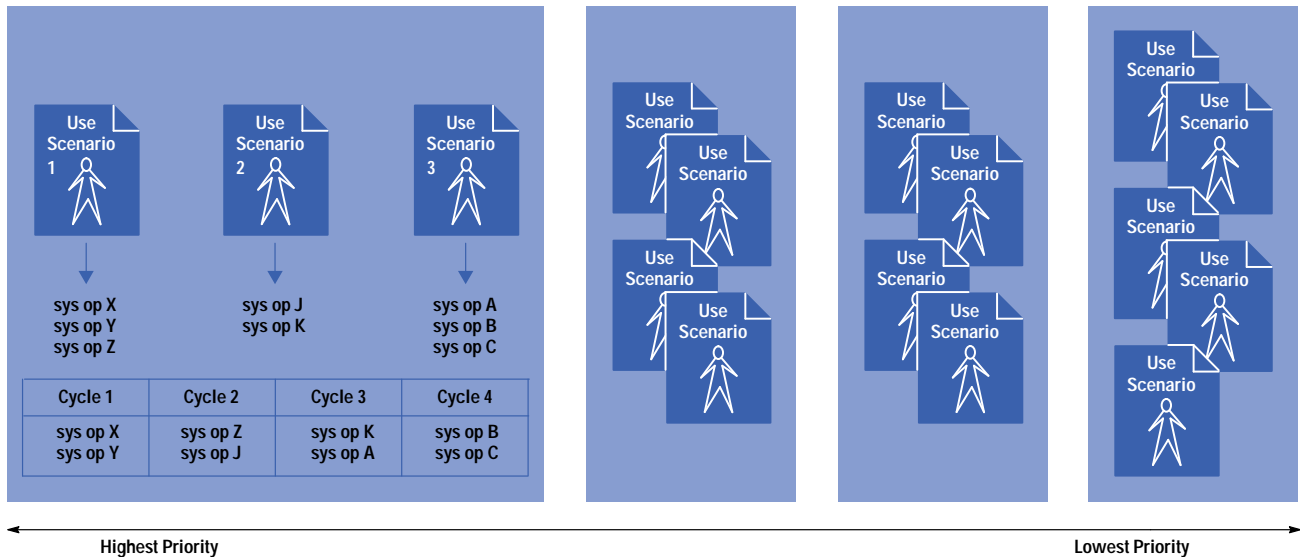 Use
Scenario
1
Use
Scenario
2
Use
Scenario
3
sys op X
sys op Y
sys op Z
sys op J
sys op K
sys op A
sys op B
sys op C
Cycle 1 Cycle 2 Cycle 3 Cycle 4
sys op X sys op Z sys op K sys op B
sys op Y sys op J sys op A sys op C
Use
Scenario
Use
Scenario
Use
Scenario
Use
Scenario
Use
Scenario
Use
Scenario
Use
Scenario
Use
Scenario
Use
Scenario
Use
Scenario
Use
Scenario
Use
Scenario
Use
Scenario
Highest Priority Lowest Priority